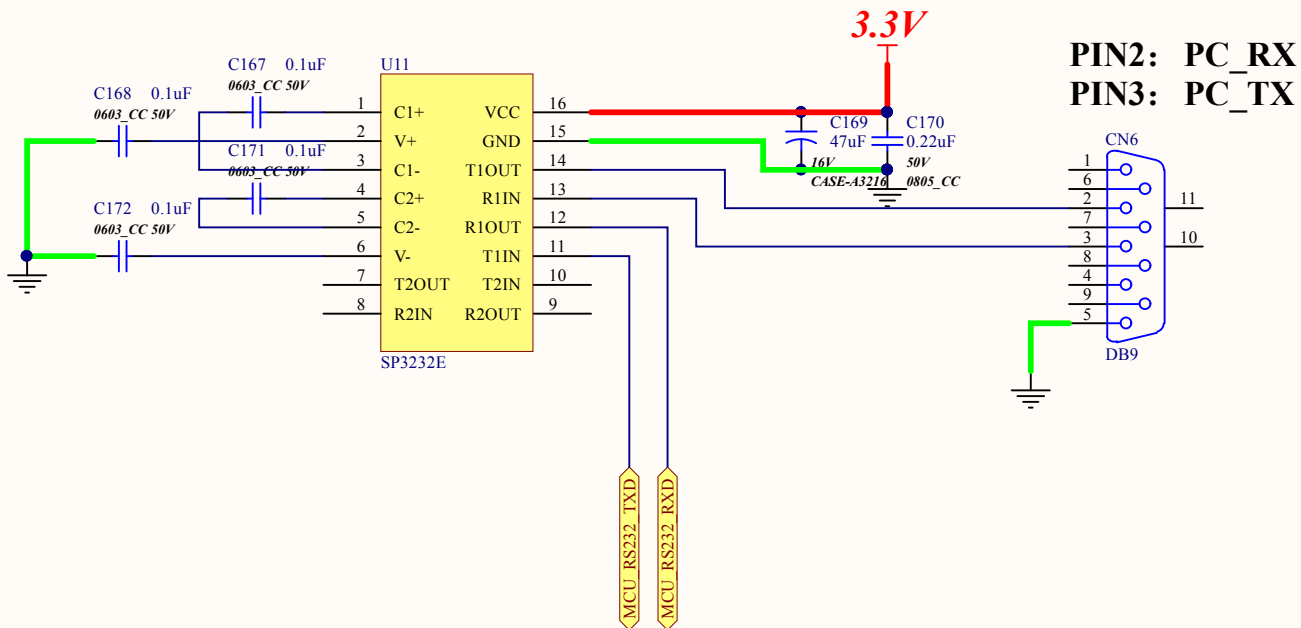 3.3V
PIN2: PC_RX
PIN3: PC_TX
C167 0.1uF
0603_CC 50V
C168 0.1uF
0603_CC 50V
C171 0.1uF
0603_CC 50V
C172 0.1uF
0603_CC 50V
U11
1 C1+ VCC 16
2 V+ GND 15
3 C1- T1OUT 14
4 C2+ R1IN 13
5 C2- R1OUT 12
6 V- T1IN 11
7 T2OUT T2IN 10
8 R2IN R2OUT 9
SP3232E
C169
47uF
16V
CASE-A3216
C170
0.22uF
50V
0805_CC
CN6
1
6
2
7
3
8
4
9
5
11
10
DB9
MCU_RS232_TXD
MCU_RS232_RXD